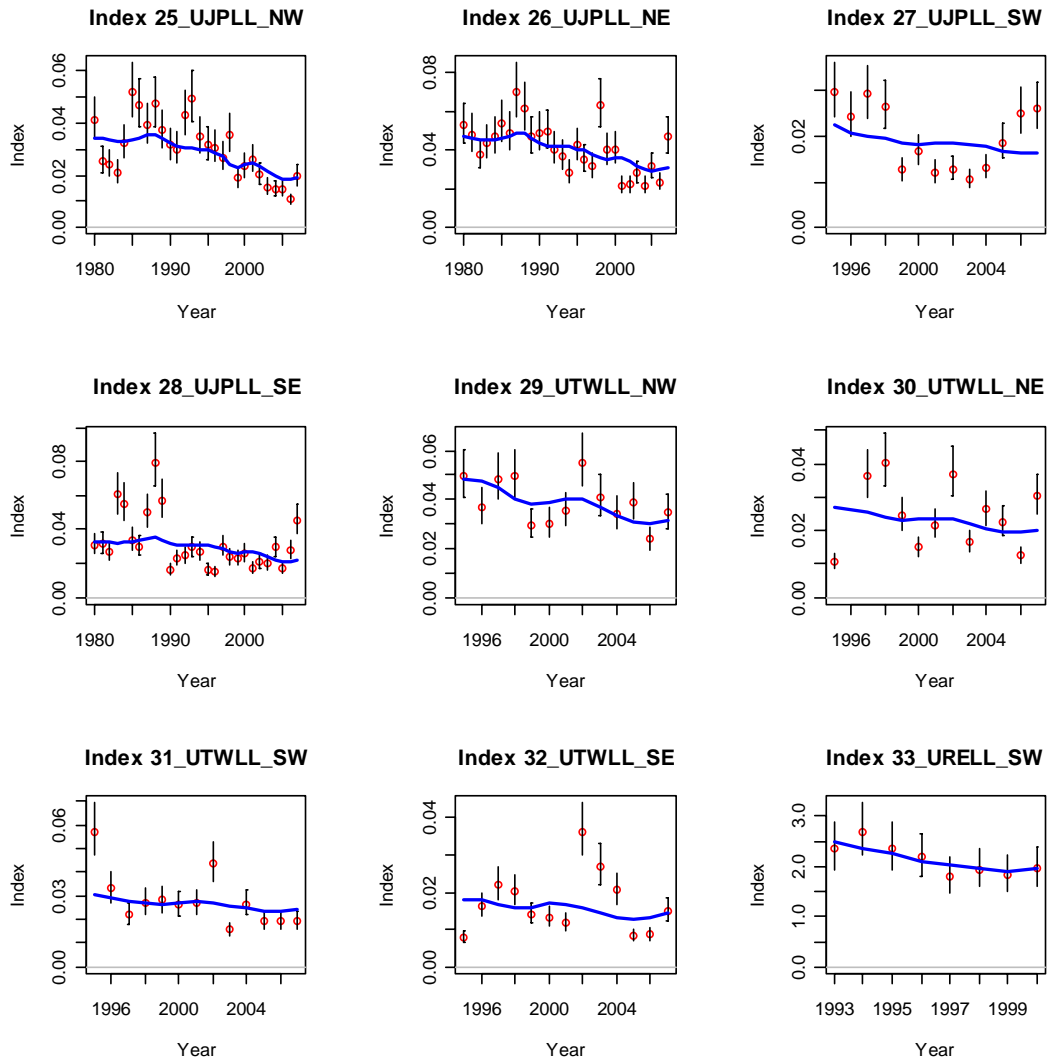 Index 25_UJPLL_NW
Index
0.00 0.02 0.04 0.06
1980 1990 2000
Year
Index 26_UJPLL_NE
Index
0.00 0.04 0.08
1980 1990 2000
Year
Index 27_UJPLL_SW
Index
0.00 0.02
1996 2000 2004
Year
Index 28_UJPLL_SE
Index
0.00 0.04 0.08
1980 1990 2000
Year
Index 29_UTWLL_NW
Index
0.00 0.02 0.04 0.06
1996 2000 2004
Year
Index 30_UTWLL_NE
Index
0.00 0.02 0.04
1996 2000 2004
Year
Index 31_UTWLL_SW
Index
0.00 0.03 0.06
1996 2000 2004
Year
Index 32_UTWLL_SE
Index
0.00 0.02 0.04
1996 2000 2004
Year
Index 33_URELL_SW
Index
0.0 1.0 2.0 3.0
1993 1995 1997 1999
Year